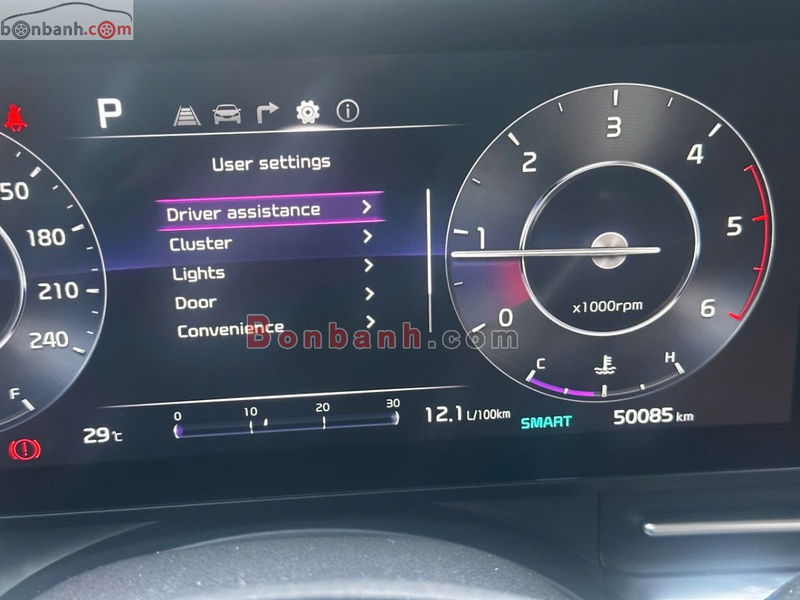 bonbanh.com
P
User settings
Driver assistance
Cluster
Lights
Door
Convenience
Bonbanh.com
180
210
240
F
29°C
0 10 20 30
12.1 L/100km
0 1 2 3 4 5 6
x1000rpm
C H
SMART
50085 km